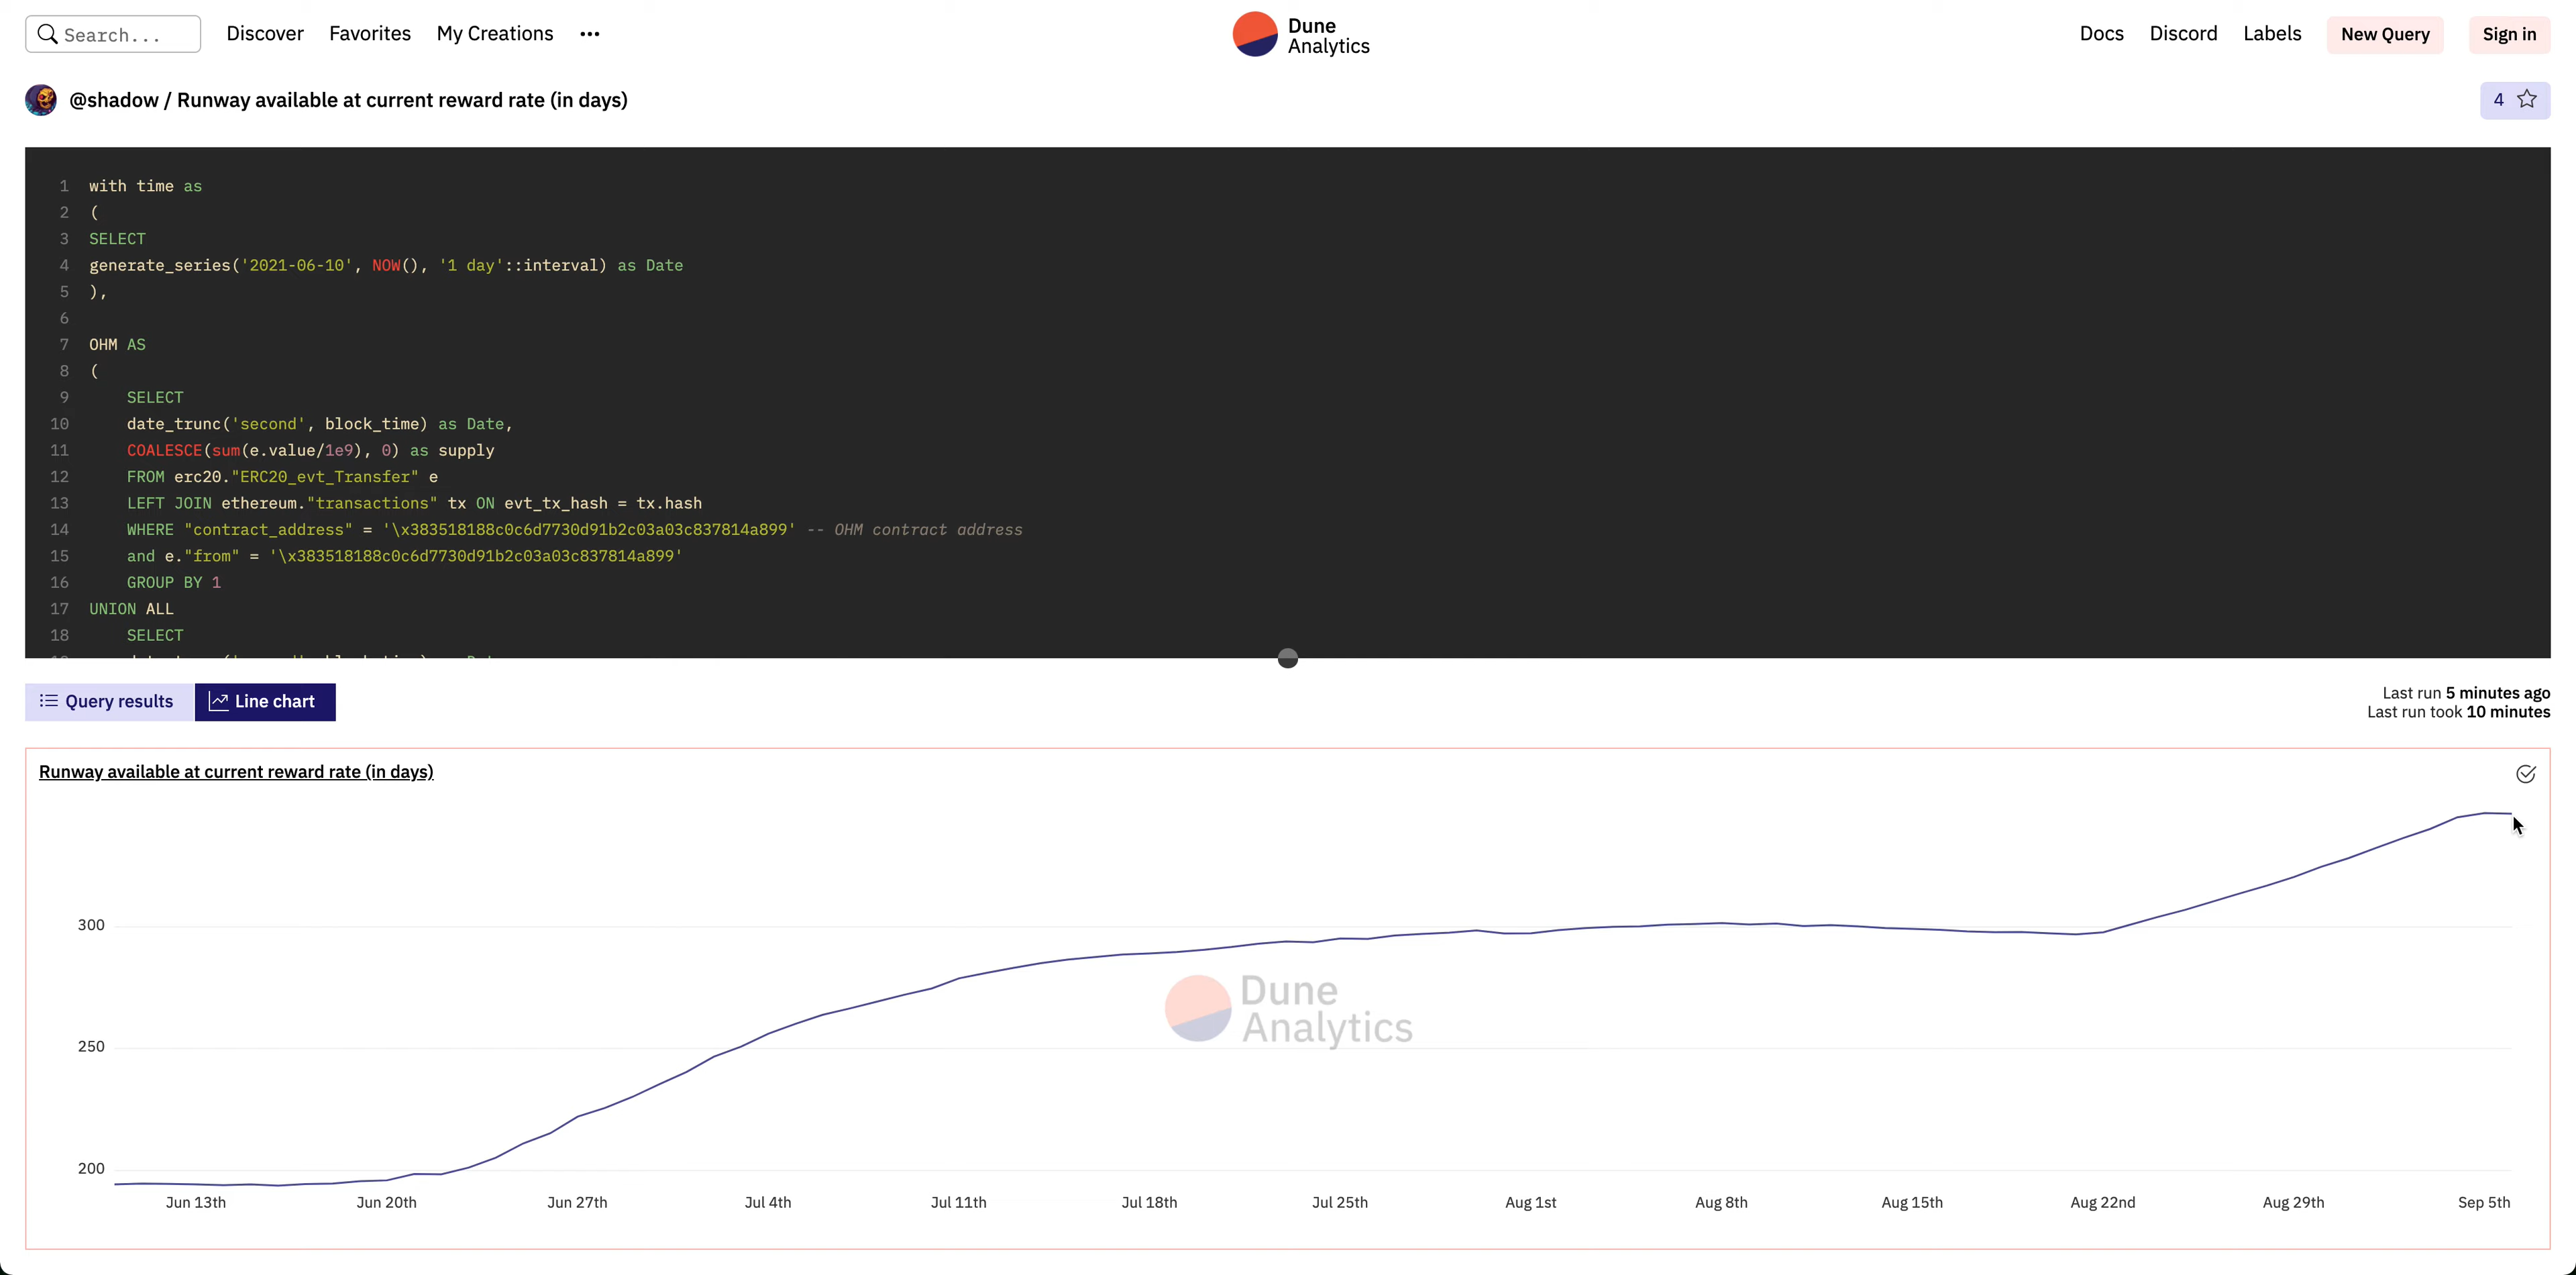 Search...
Discover
Favorites
My Creations
Dune
Analytics
Docs
Discord
Labels
New Query
Sign in
@shadow / Runway available at current reward rate (in days)
4
1 with time as
2 (
3 SELECT
4 generate_series('2021-06-10', NOW(), '1 day'::interval) as Date
5 ),
6
7 OHM AS
8 (
9 SELECT
10 date_trunc('second', block_time) as Date,
11 COALESCE(sum(e.value/1e9), 0) as supply
12 FROM erc20."ERC20_evt_Transfer" e
13 LEFT JOIN ethereum."transactions" tx ON evt_tx_hash = tx.hash
14 WHERE "contract_address" = '\x383518188c0c6d7730d91b2c03a03c837814a899' -- OHM contract address
15 and e."from" = '\x383518188c0c6d7730d91b2c03a03c837814a899'
16 GROUP BY 1
17 UNION ALL
18 SELECT
Query results
Line chart
Last run 5 minutes ago
Last run took 10 minutes
Runway available at current reward rate (in days)
300
250
200
Dune
Analytics
Jun 13th
Jun 20th
Jun 27th
Jul 4th
Jul 11th
Jul 18th
Jul 25th
Aug 1st
Aug 8th
Aug 15th
Aug 22nd
Aug 29th
Sep 5th